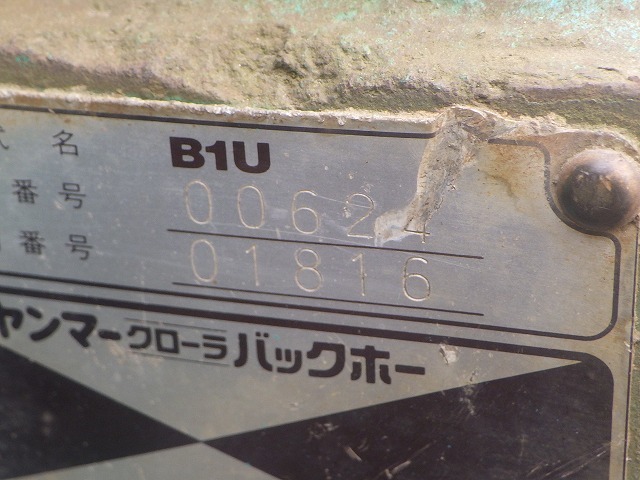 式名 B1U
番号 00624
番号 01816
ヤンマークローラバックホー